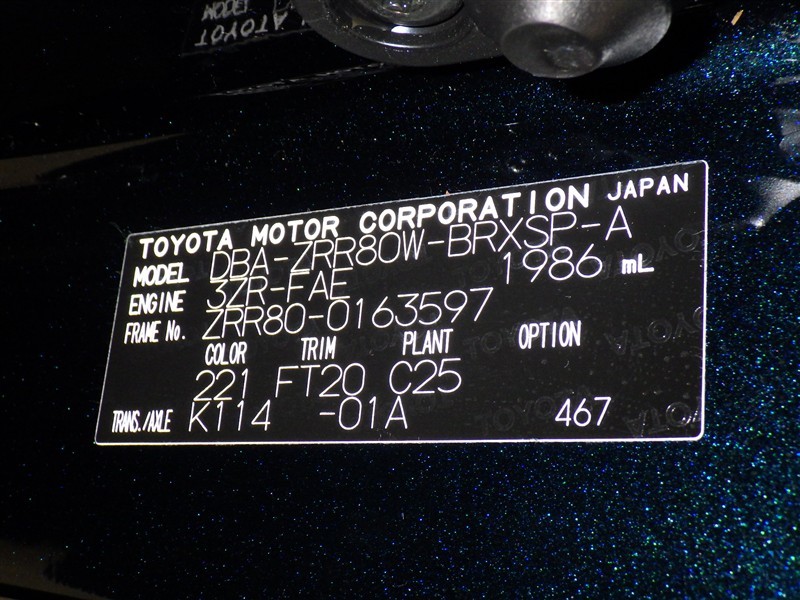 TOYOTA MOTOR CORPORATION JAPAN
MODEL DBA-ZRR80W-BRXSP-A
ENGINE 3ZR-FAE 1986 mL
FRAME No. ZRR80-0163597
COLOR TRIM PLANT OPTION
221 FT20 C25
TRANS./AXLE K114 -01A 467